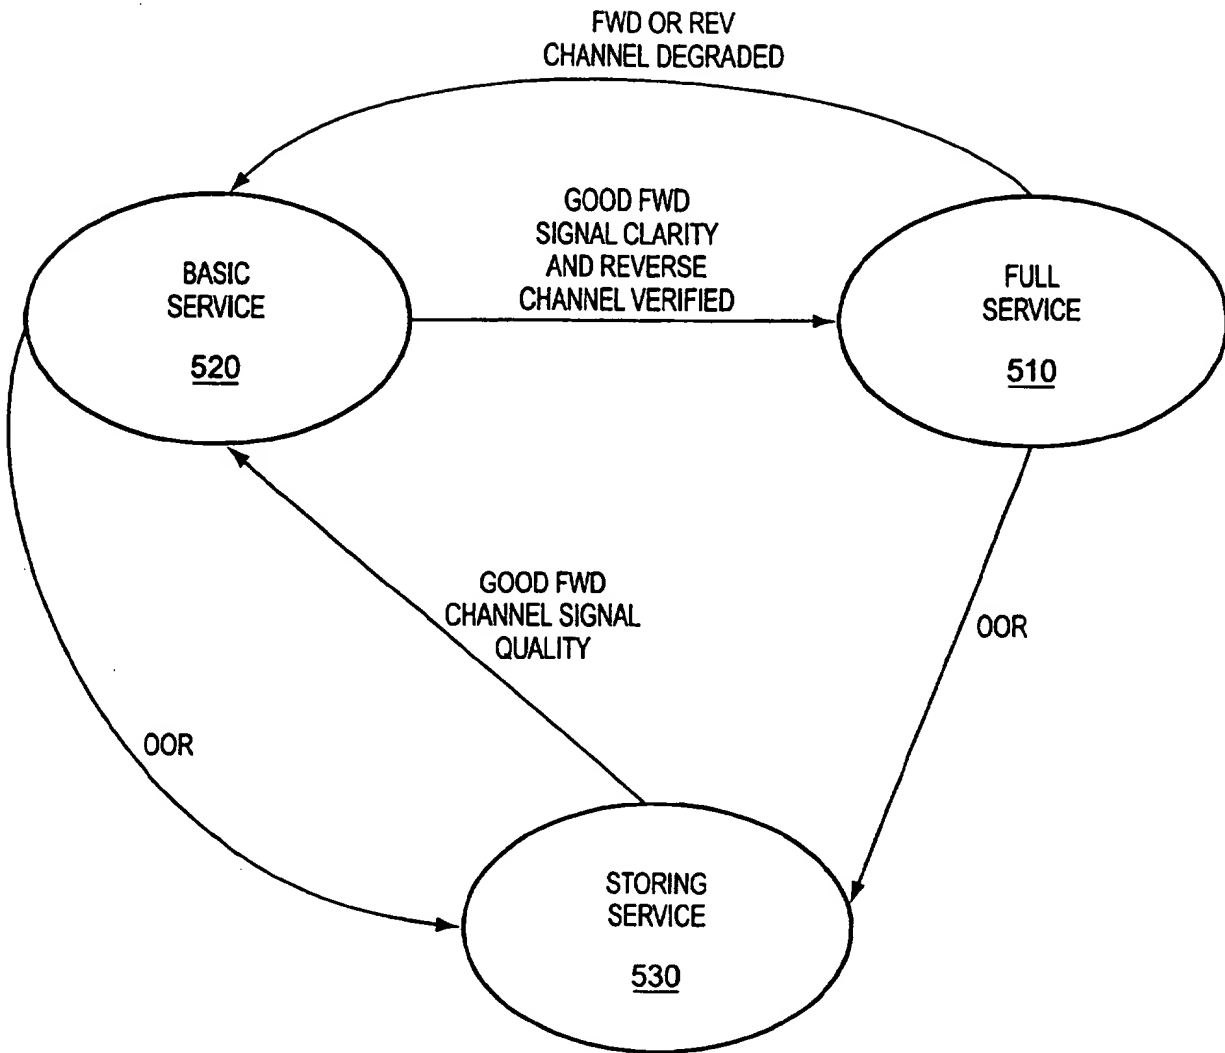 FWD OR REV
CHANNEL DEGRADED
GOOD FWD
SIGNAL CLARITY
AND REVERSE
CHANNEL VERIFIED
BASIC
SERVICE
520
FULL
SERVICE
510
GOOD FWD
CHANNEL SIGNAL
QUALITY
OOR
OOR
STORING
SERVICE
530